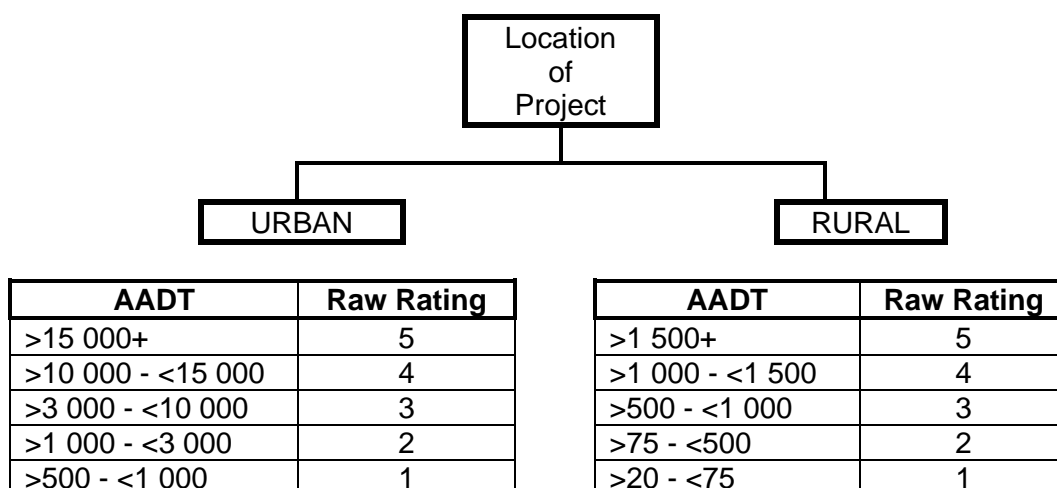 Location
of
Project
URBAN
RURAL
AADT Raw Rating
>15 000+ 5
>10 000 - <15 000 4
>3 000 - <10 000 3
>1 000 - <3 000 2
>500 - <1 000 1
AADT Raw Rating
>1 500+ 5
>1 000 - <1 500 4
>500 - <1 000 3
>75 - <500 2
>20 - <75 1